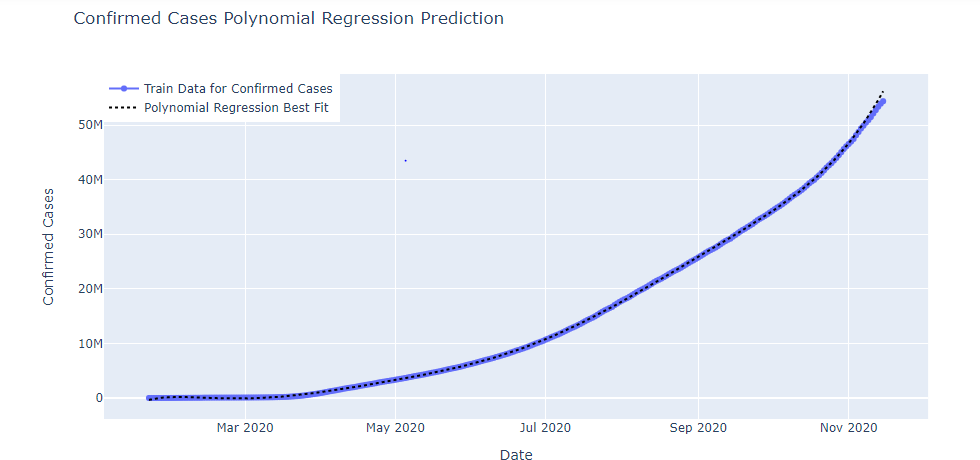 Confirmed Cases Polynomial Regression Prediction
Train Data for Confirmed Cases
Polynomial Regression Best Fit
50M
40M
30M
20M
10M
0
Confirmed Cases
Mar 2020
May 2020
Jul 2020
Sep 2020
Nov 2020
Date